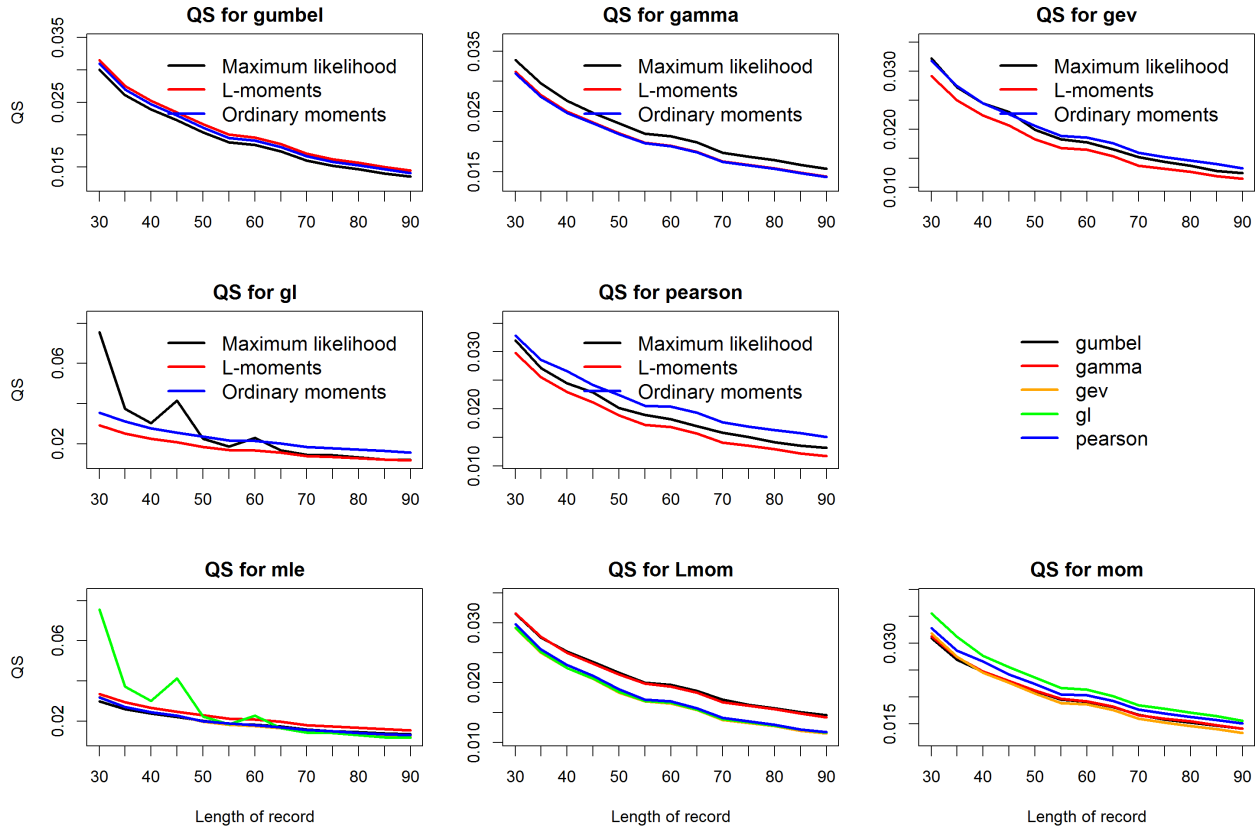 QS for gumbel
QS
0.015 0.025 0.035
Maximum likelihood
L-moments
Ordinary moments
30 40 50 60 70 80 90
QS for gamma
0.015 0.025 0.035
Maximum likelihood
L-moments
Ordinary moments
30 40 50 60 70 80 90
QS for gev
0.010 0.020 0.030
Maximum likelihood
L-moments
Ordinary moments
30 40 50 60 70 80 90
QS for gl
QS
0.02 0.06
Maximum likelihood
L-moments
Ordinary moments
30 40 50 60 70 80 90
QS for pearson
0.010 0.020 0.030
Maximum likelihood
L-moments
Ordinary moments
30 40 50 60 70 80 90
gumbel
gamma
gev
gl
pearson
QS for mle
QS
0.02 0.06
30 40 50 60 70 80 90
Length of record
QS for Lmom
0.010 0.020 0.030
30 40 50 60 70 80 90
Length of record
QS for mom
0.015 0.030
30 40 50 60 70 80 90
Length of record